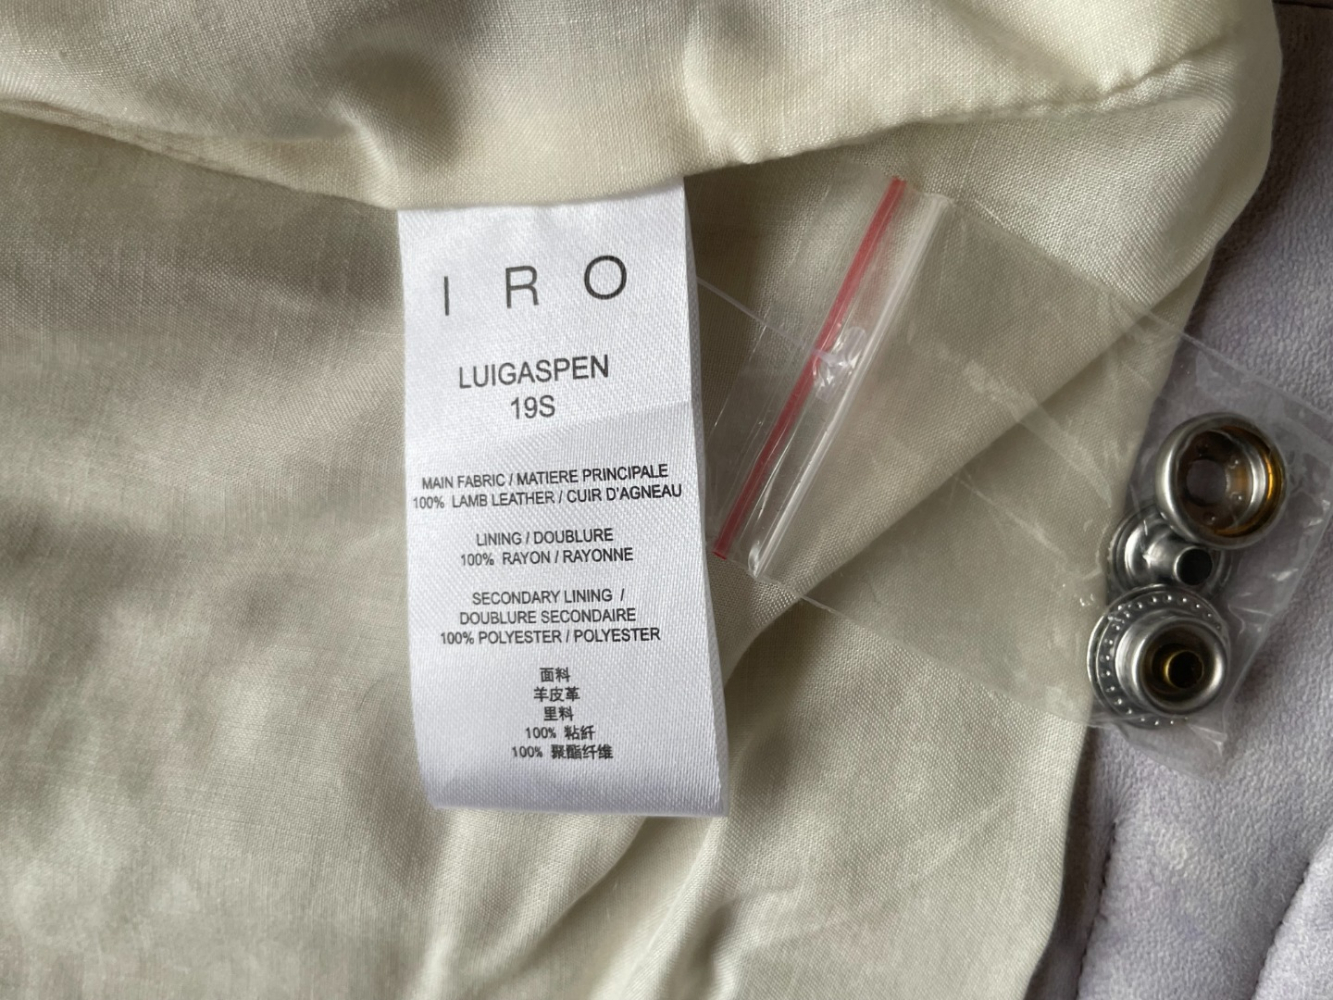 I R O
LUIGASPEN
19S
MAIN FABRIC / MATIERE PRINCIPALE
100% LAMB LEATHER / CUIR D'AGNEAU
LINING / DOUBLURE
100% RAYON / RAYONNE
SECONDARY LINING /
DOUBLURE SECONDAIRE
100% POLYESTER / POLYESTER
面料
羊皮革
里料
100% 粘纤
100% 聚酯纤维